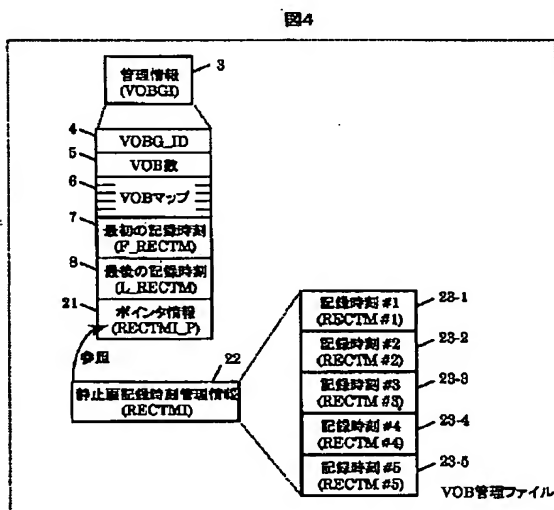 図4
管理情報
(VOBGI)
3
4
VOBG_ID
5
VOB数
6
VOBマップ
7
最初の記録時刻
(F_RECTM)
8
最後の記録時刻
(L_RECTM)
21
ポインタ情報
(RECTMI_P)
参照
22
静止画記録時刻管理情報
(RECTMI)
記録時刻 #1
(RECTM #1)
23-1
記録時刻 #2
(RECTM #2)
23-2
記録時刻 #3
(RECTM #3)
23-3
記録時刻 #4
(RECTM #4)
23-4
記録時刻 #5
(RECTM #5)
23-5
VOB管理ファイル